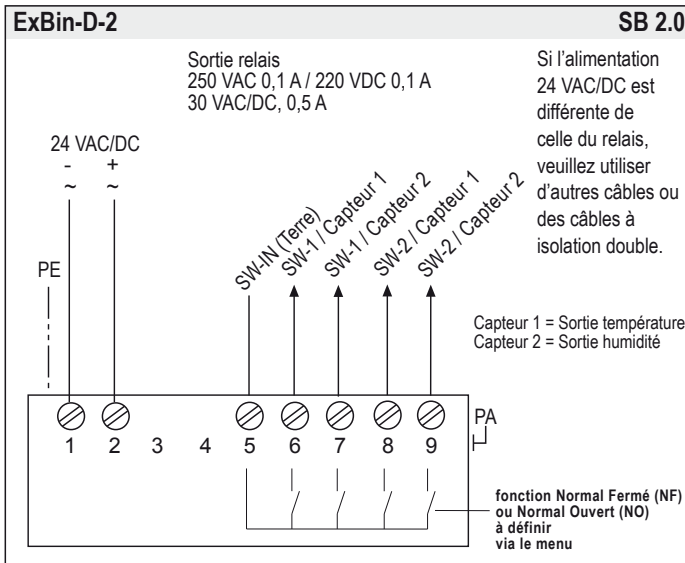 ExBin-D-2
SB 2.0
Sortie relais
250 VAC 0,1 A / 220 VDC 0,1 A
30 VAC/DC, 0,5 A
Si l'alimentation
24 VAC/DC est
différente de
celle du relais,
veuillez utiliser
d'autres câbles ou
des câbles à
isolation double.
24 VAC/DC
- +
~ ~
PE
SW-IN (Terre)
SW-1 / Capteur 1
SW-1 / Capteur 2
SW-2 / Capteur 1
SW-2 / Capteur 2
Capteur 1 = Sortie température
Capteur 2 = Sortie humidité
PA
1 2 3 4 5 6 7 8 9
fonction Normal Fermé (NF)
ou Normal Ouvert (NO)
à définir
via le menu